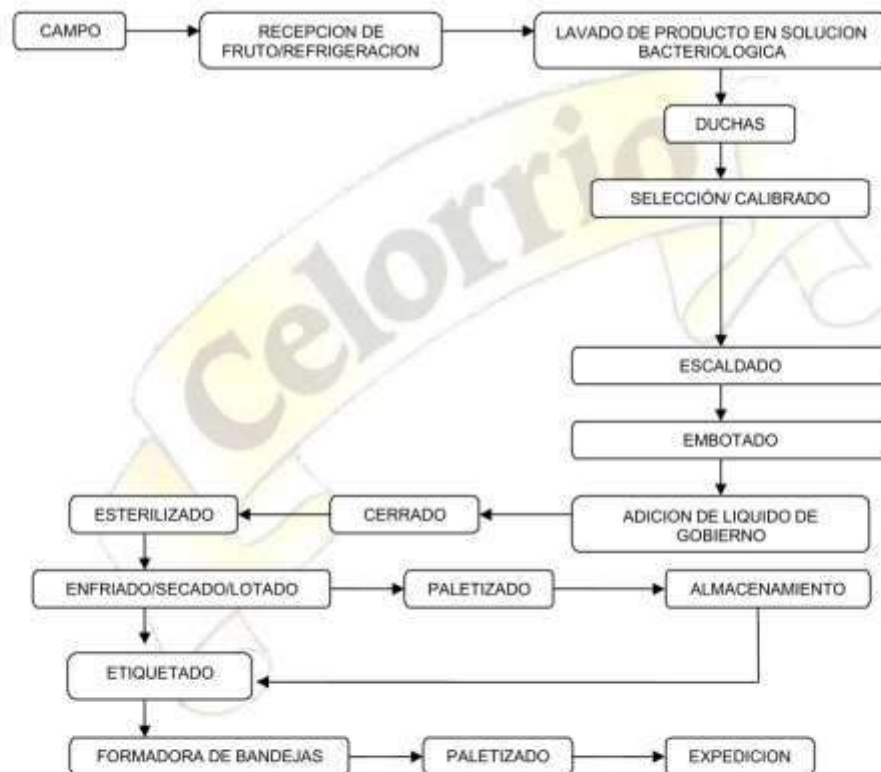 CAMPO
RECEPCION DE
FRUTO/REFRIGERACION
LAVADO DE PRODUCTO EN SOLUCION
BACTERIOLOGICA
DUCHAS
SELECCIÓN/ CALIBRADO
Celorrio
ESCALDADO
EMBOTADO
ADICION DE LIQUIDO DE
GOBIERNO
CERRADO
ESTERILIZADO
ENFRIADO/SECADO/LOTADO
PALETIZADO
ALMACENAMIENTO
ETIQUETADO
FORMADORA DE BANDEJAS
PALETIZADO
EXPEDICION